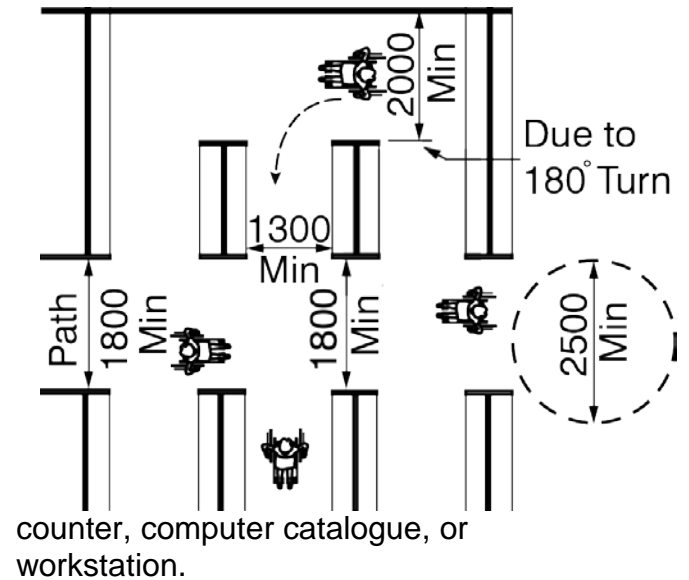 2000
Min
Due to
180° Turn
1300
Min
Path
1800
Min
1800
Min
2500
Min
counter, computer catalogue, or
workstation.